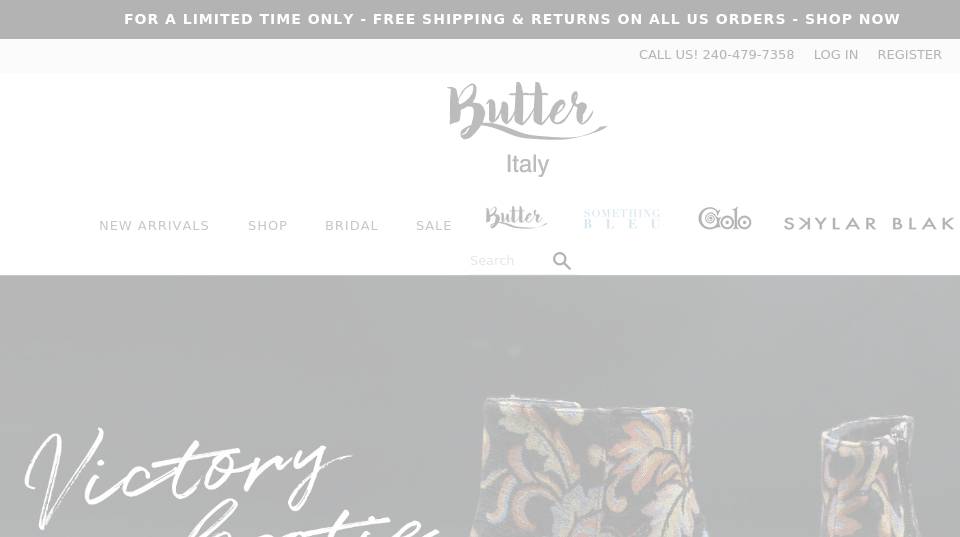 FOR A LIMITED TIME ONLY - FREE SHIPPING & RETURNS ON ALL US ORDERS - SHOP NOW
CALL US! 240-479-7358 LOG IN REGISTER
Butter
Italy
NEW ARRIVALS SHOP BRIDAL SALE Butter SOMETHING BLEU Golo SKYLAR BLAK
Search
Victory
booties